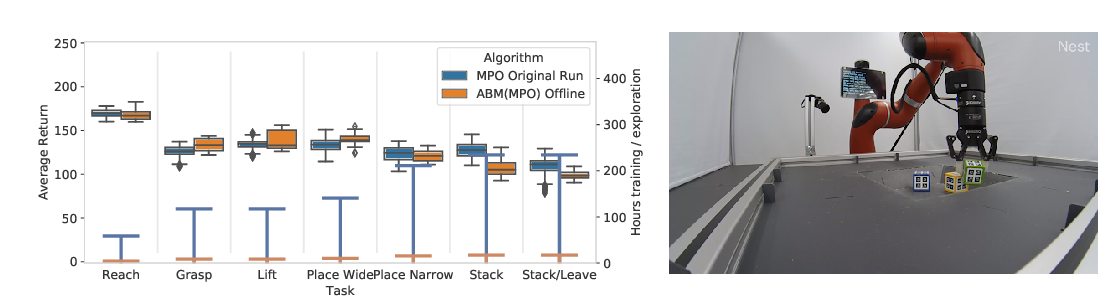 Algorithm
MPO Original Run
ABM(MPO) Offline
250
200
150
100
50
0
Average Return
400
300
200
100
0
Hours training / exploration
Reach Grasp Lift Place Wide Place Narrow Stack Stack/Leave
Task
Nest